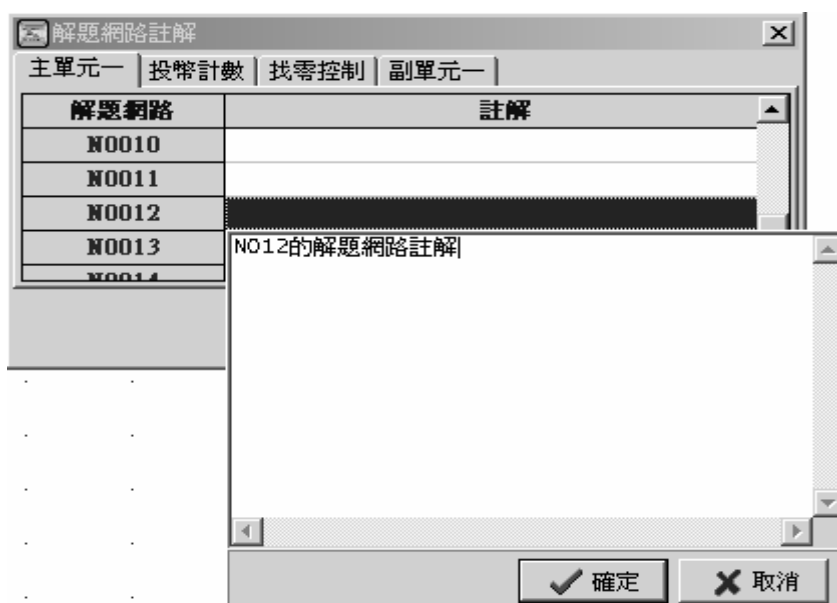 解題網路註解
主單元一 投幣計數 找零控制 副單元一
解題網路 註解
N0010
N0011
N0012
N0013
N012的解題網路註解
N0014
確定 取消